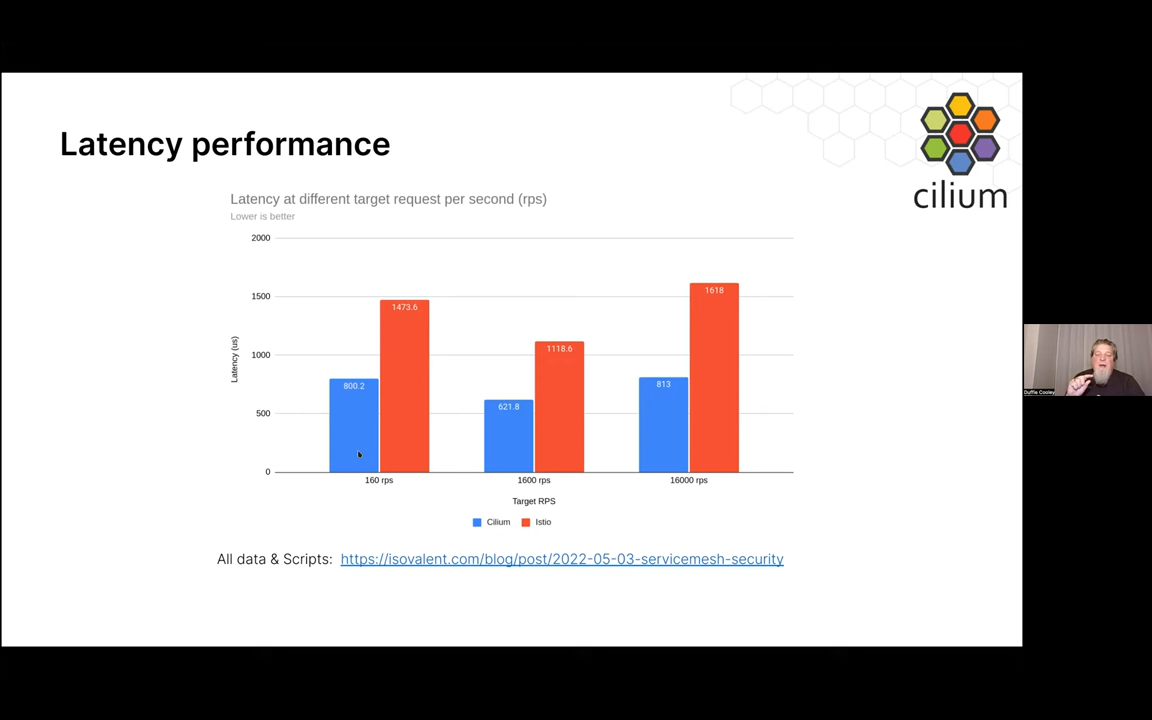 Latency performance
cilium
Latency at different target request per second (rps)
Lower is better
2000
1500
1000
500
0
Latency (us)
800.2
1473.6
621.8
1118.6
813
1618
160 rps
1600 rps
16000 rps
Target RPS
Cilium
Istio
All data & Scripts: https://isovalent.com/blog/post/2022-05-03-servicemesh-security
Duffie Cooley